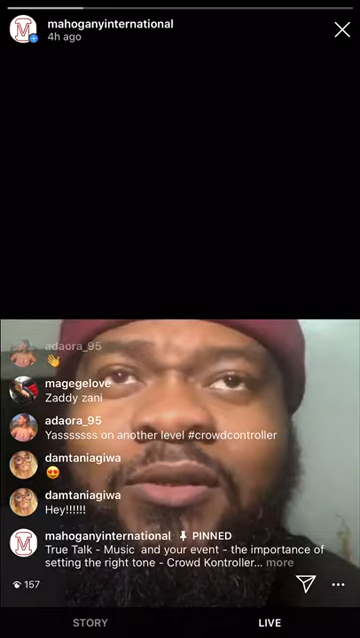 mahoganyinternational
4h ago
adaora_95
👋
magegelove
Zaddy zani
adaora_95
Yasssssss on another level #crowdcontroller
damtaniagiwa
😍
damtaniagiwa
Hey!!!!!!
mahoganyinternational PINNED
True Talk - Music and your event - the importance of
setting the right tone - Crowd Kontroller... more
157
STORY LIVE